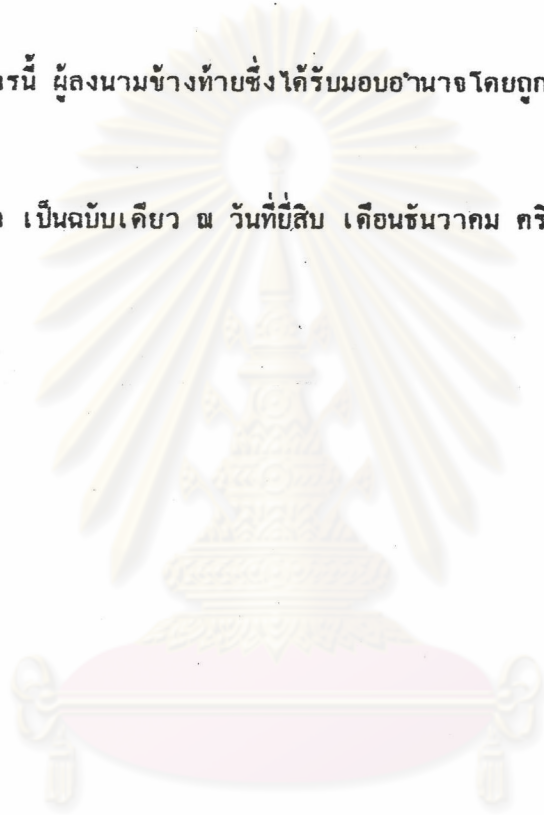 รนี้ ผู้ลงนามข้างท้ายซึ่งได้รับมอบอำนาจโดยถูก
เป็นฉบับเดียว ณ วันที่ยี่สิบ เดือนธันวาคม คริ